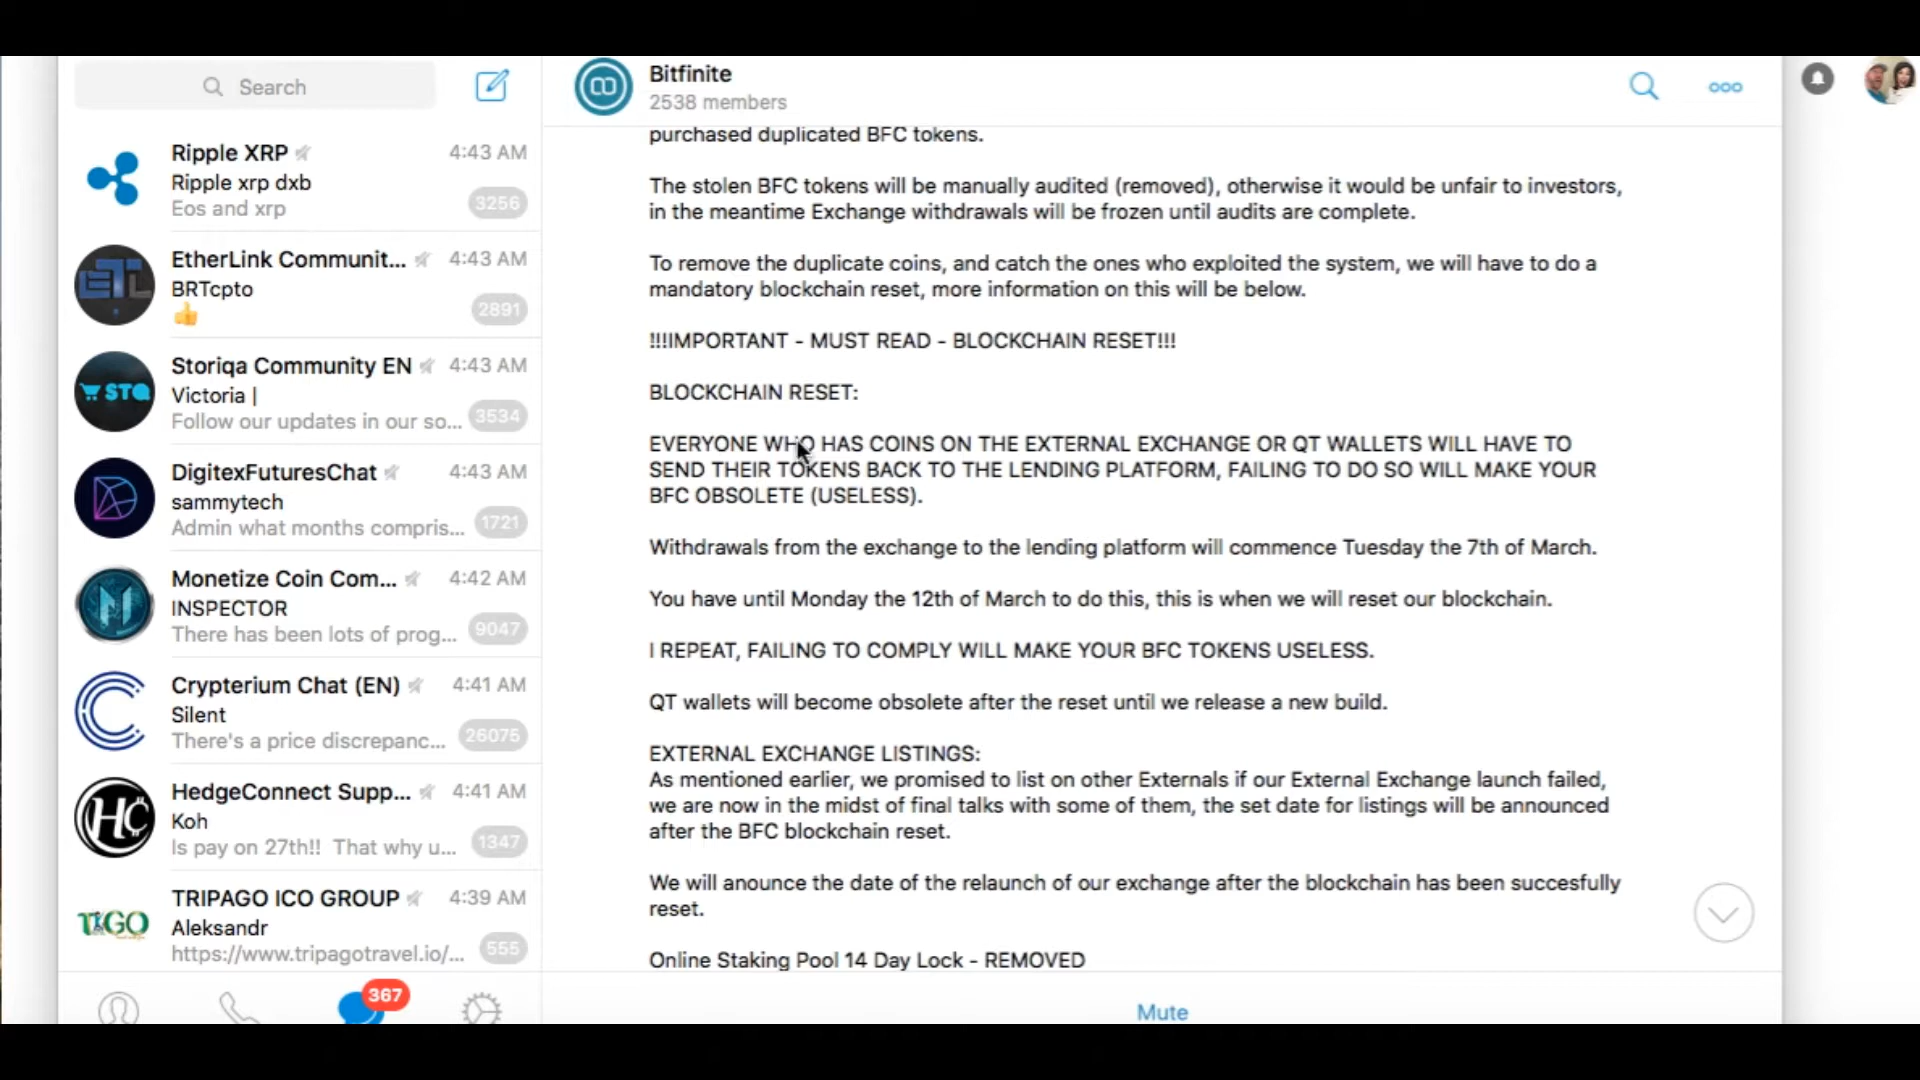 Search
Ripple XRP
4:43 AM
Ripple xrp dxb
Eos and xrp
3256
EtherLink Communit...
4:43 AM
BRTcpto
2891
Storiqa Community EN
4:43 AM
Victoria |
Follow our updates in our so...
3534
STQ
DigitexFuturesChat
4:43 AM
sammytech
Admin what months compris...
1721
Monetize Coin Com...
4:42 AM
INSPECTOR
There has been lots of prog...
9047
Crypterium Chat (EN)
4:41 AM
Silent
There's a price discrepanc...
26075
HedgeConnect Supp...
4:41 AM
Koh
Is pay on 27th!! That why u...
1347
HC
TRIPAGO ICO GROUP
4:39 AM
Aleksandr
https://www.tripagotravel.io/...
555
367
Bitfinite
2538 members
purchased duplicated BFC tokens.
The stolen BFC tokens will be manually audited (removed), otherwise it would be unfair to investors,
in the meantime Exchange withdrawals will be frozen until audits are complete.
To remove the duplicate coins, and catch the ones who exploited the system, we will have to do a
mandatory blockchain reset, more information on this will be below.
!!!IMPORTANT - MUST READ - BLOCKCHAIN RESET!!!
BLOCKCHAIN RESET:
EVERYONE WHO HAS COINS ON THE EXTERNAL EXCHANGE OR QT WALLETS WILL HAVE TO
SEND THEIR TOKENS BACK TO THE LENDING PLATFORM, FAILING TO DO SO WILL MAKE YOUR
BFC OBSOLETE (USELESS).
Withdrawals from the exchange to the lending platform will commence Tuesday the 7th of March.
You have until Monday the 12th of March to do this, this is when we will reset our blockchain.
I REPEAT, FAILING TO COMPLY WILL MAKE YOUR BFC TOKENS USELESS.
QT wallets will become obsolete after the reset until we release a new build.
EXTERNAL EXCHANGE LISTINGS:
As mentioned earlier, we promised to list on other Externals if our External Exchange launch failed,
we are now in the midst of final talks with some of them, the set date for listings will be announced
after the BFC blockchain reset.
We will anounce the date of the relaunch of our exchange after the blockchain has been succesfully
reset.
Online Staking Pool 14 Day Lock - REMOVED
Mute